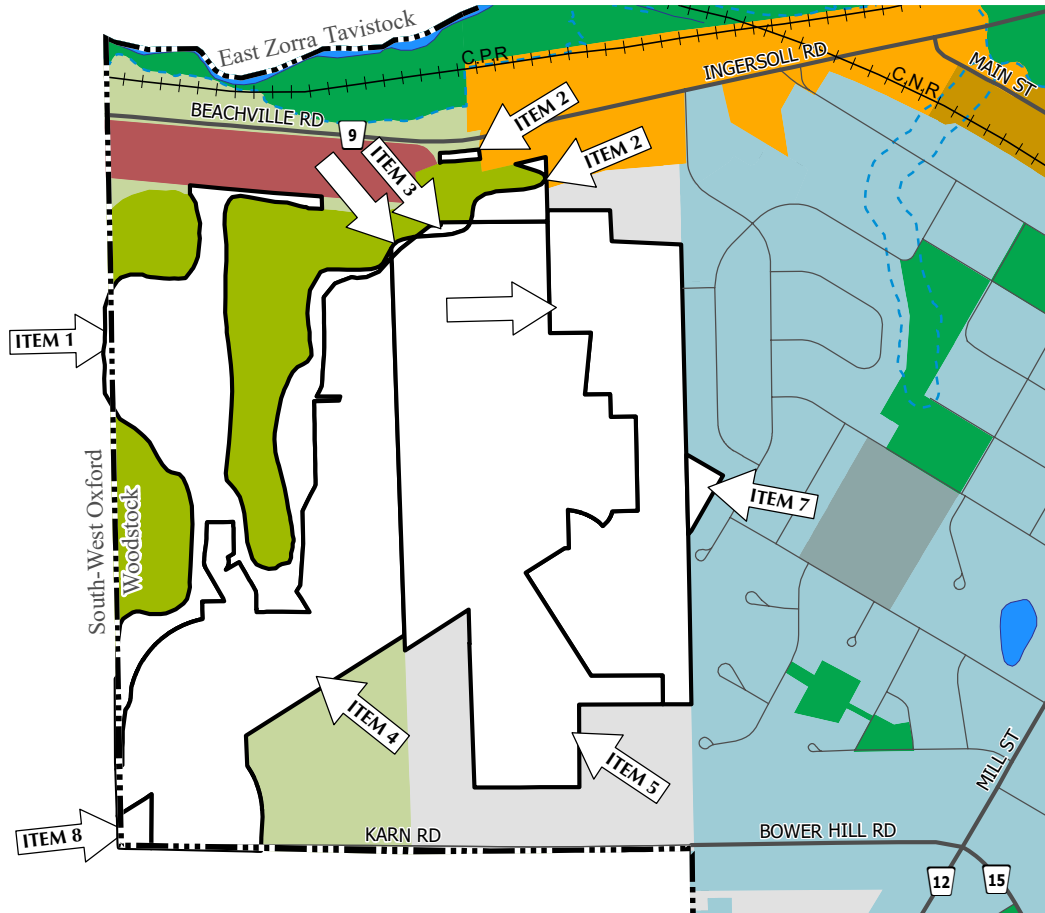 East Zorra Tavistock
C.P.R
INGERSOLL RD
C.N.R
MAIN ST
BEACHVILLE RD
9
ITEM 2
ITEM 2
ITEM 3
ITEM 1
South-West Oxford
Woodstock
ITEM 7
ITEM 4
ITEM 5
MILL ST
ITEM 8
KARN RD
BOWER HILL RD
12
15